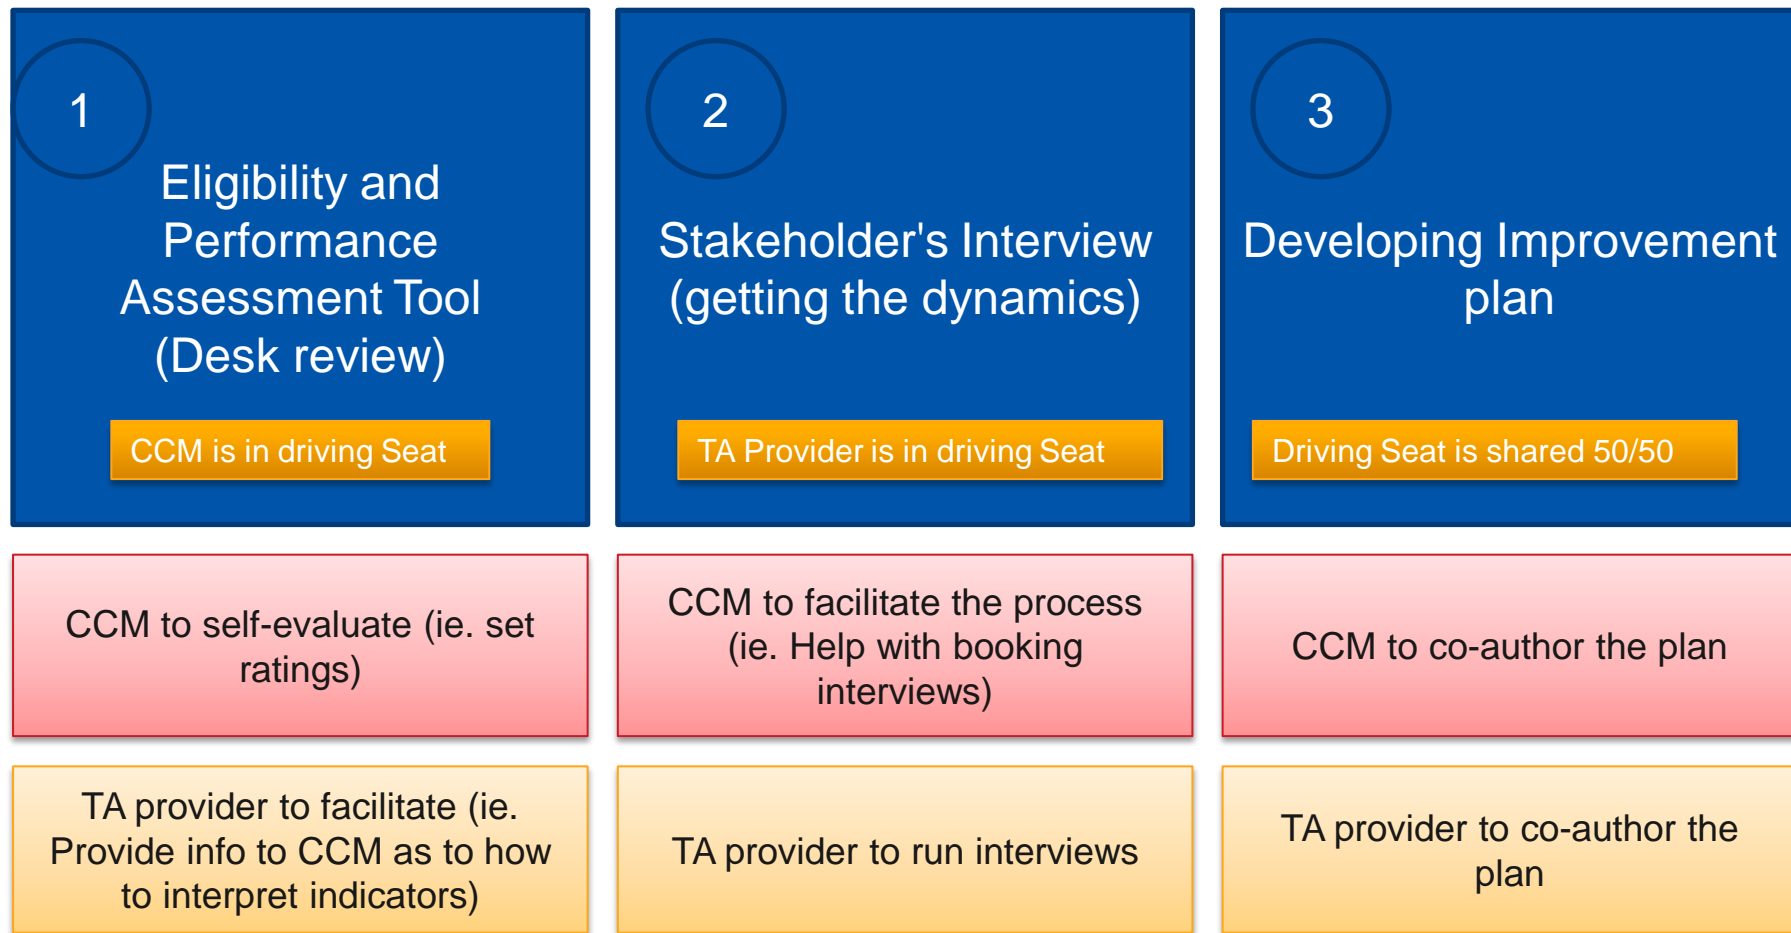 1
Eligibility and
Performance
Assessment Tool
(Desk review)
CCM is in driving Seat
2
Stakeholder's Interview
(getting the dynamics)
TA Provider is in driving Seat
3
Developing Improvement
plan
Driving Seat is shared 50/50
CCM to self-evaluate (ie. set
ratings)
CCM to facilitate the process
(ie. Help with booking
interviews)
CCM to co-author the plan
TA provider to facilitate (ie.
Provide info to CCM as to how
to interpret indicators)
TA provider to run interviews
TA provider to co-author the
plan